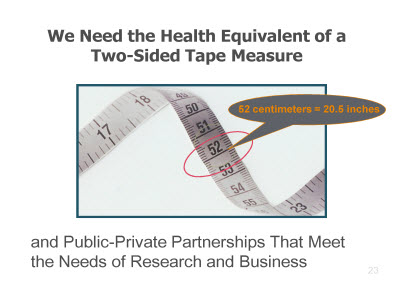 We Need the Health Equivalent of a
Two-Sided Tape Measure
52 centimeters = 20.5 inches
17
18
49
50
51
52
53
54
55
23
and Public-Private Partnerships That Meet
the Needs of Research and Business
23